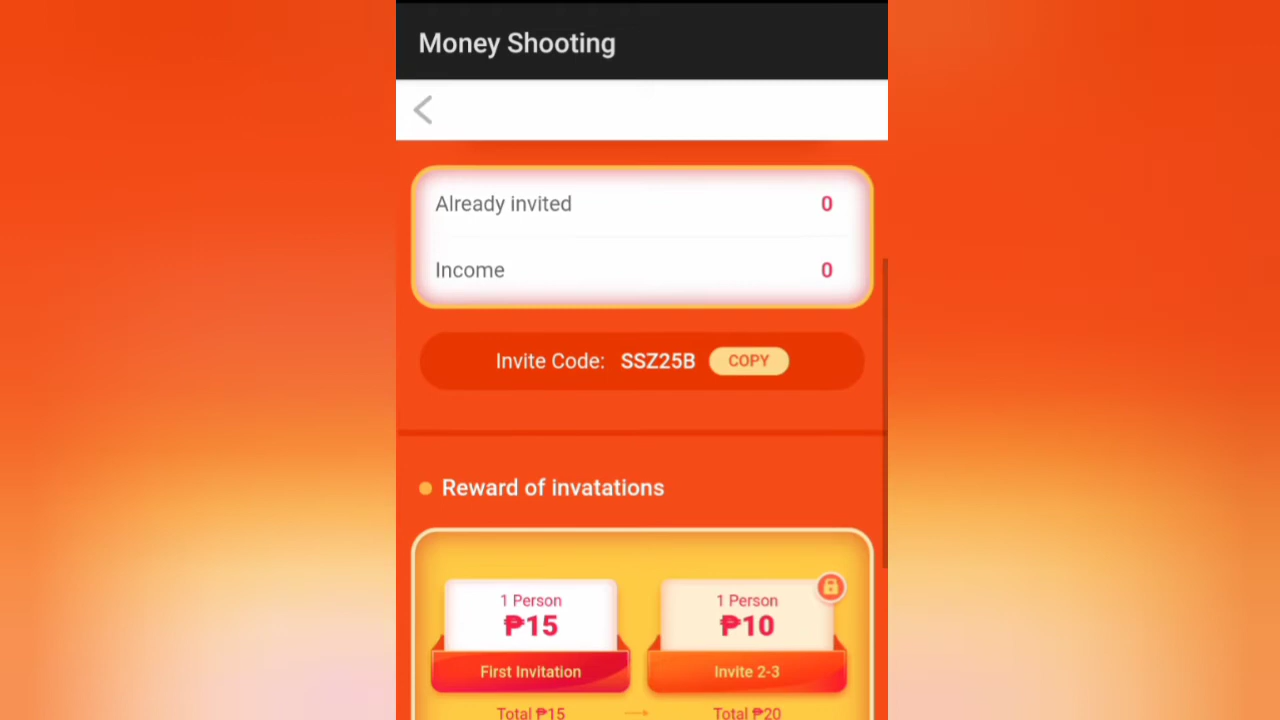 Money Shooting
Already invited 0
Income 0
Invite Code: SSZ25B COPY
Reward of invatations
1 Person 1 Person
₱15 ₱10
First Invitation Invite 2-3
Total ₱15 Total ₱20